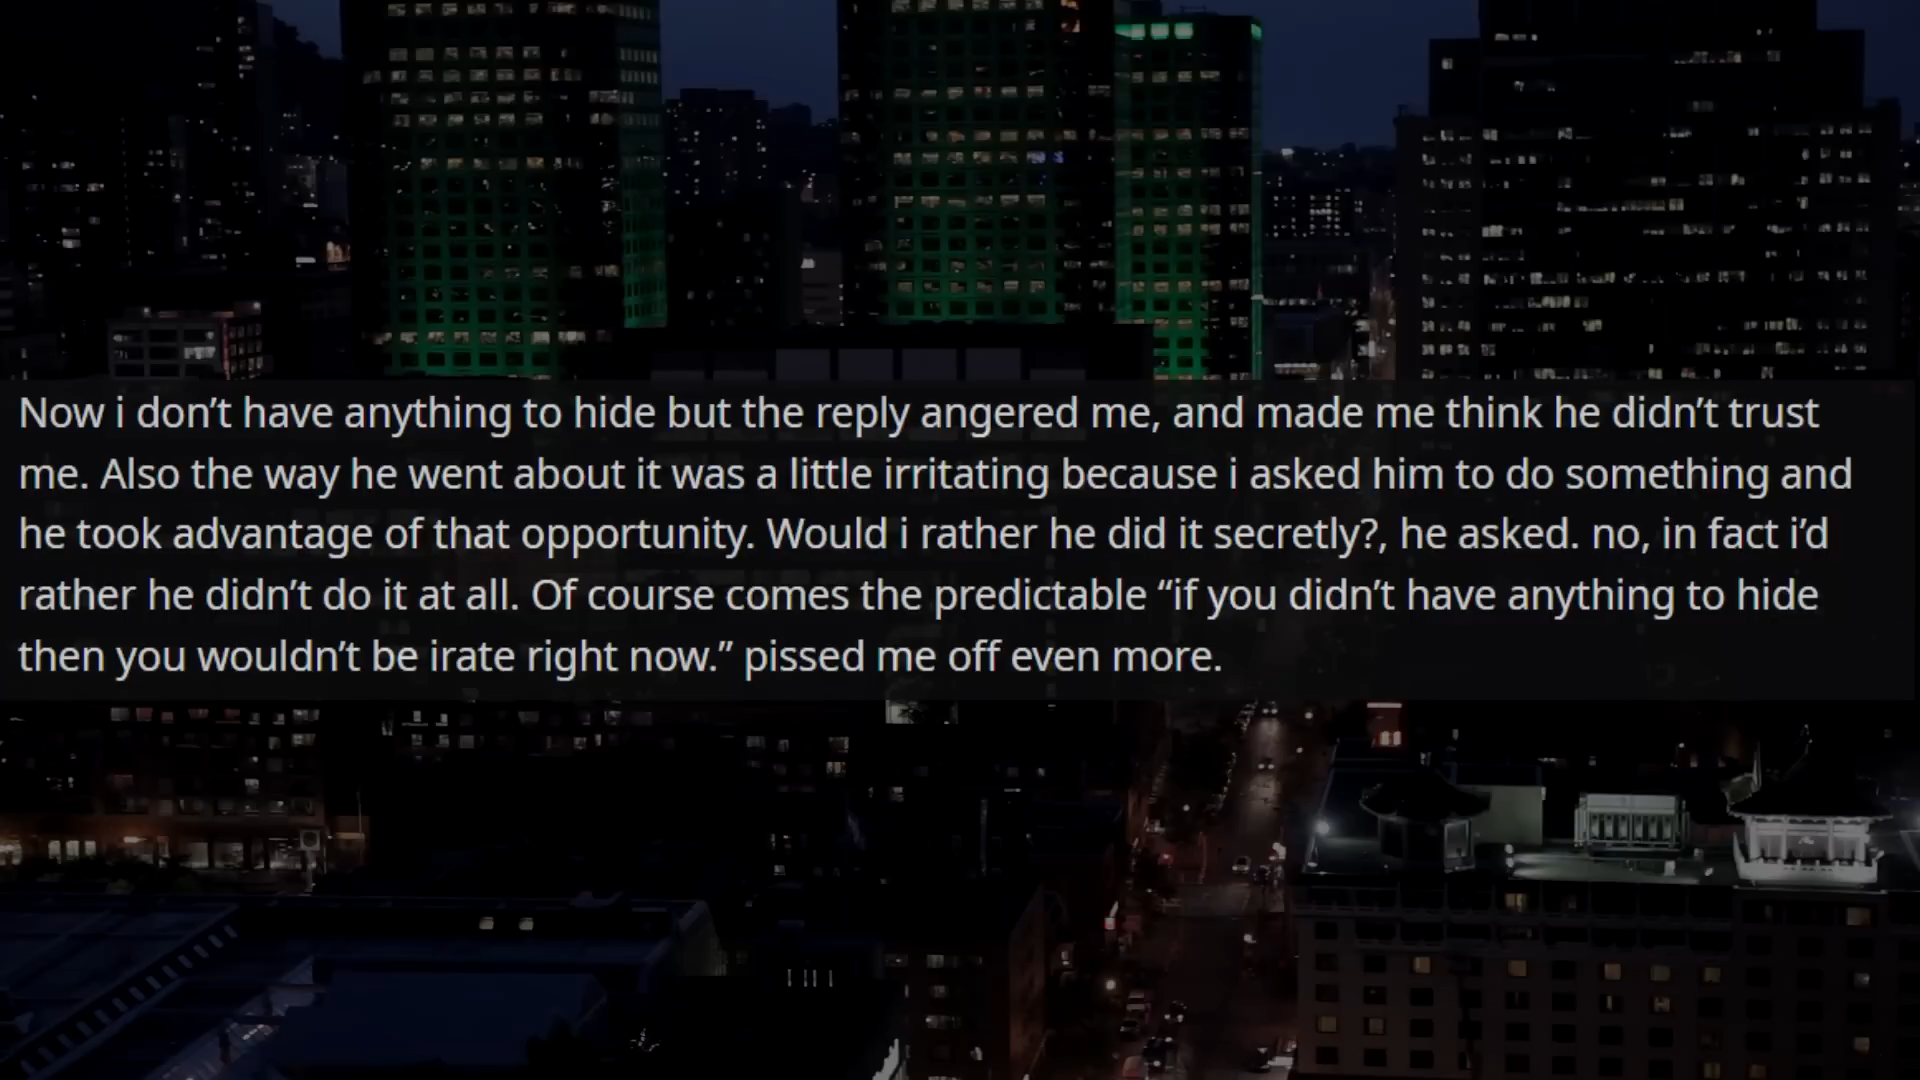 Now i don’t have anything to hide but the reply angered me, and made me think he didn’t trust
me. Also the way he went about it was a little irritating because i asked him to do something and
he took advantage of that opportunity. Would i rather he did it secretly?, he asked. no, in fact i’d
rather he didn’t do it at all. Of course comes the predictable “if you didn’t have anything to hide
then you wouldn’t be irate right now.” pissed me off even more.